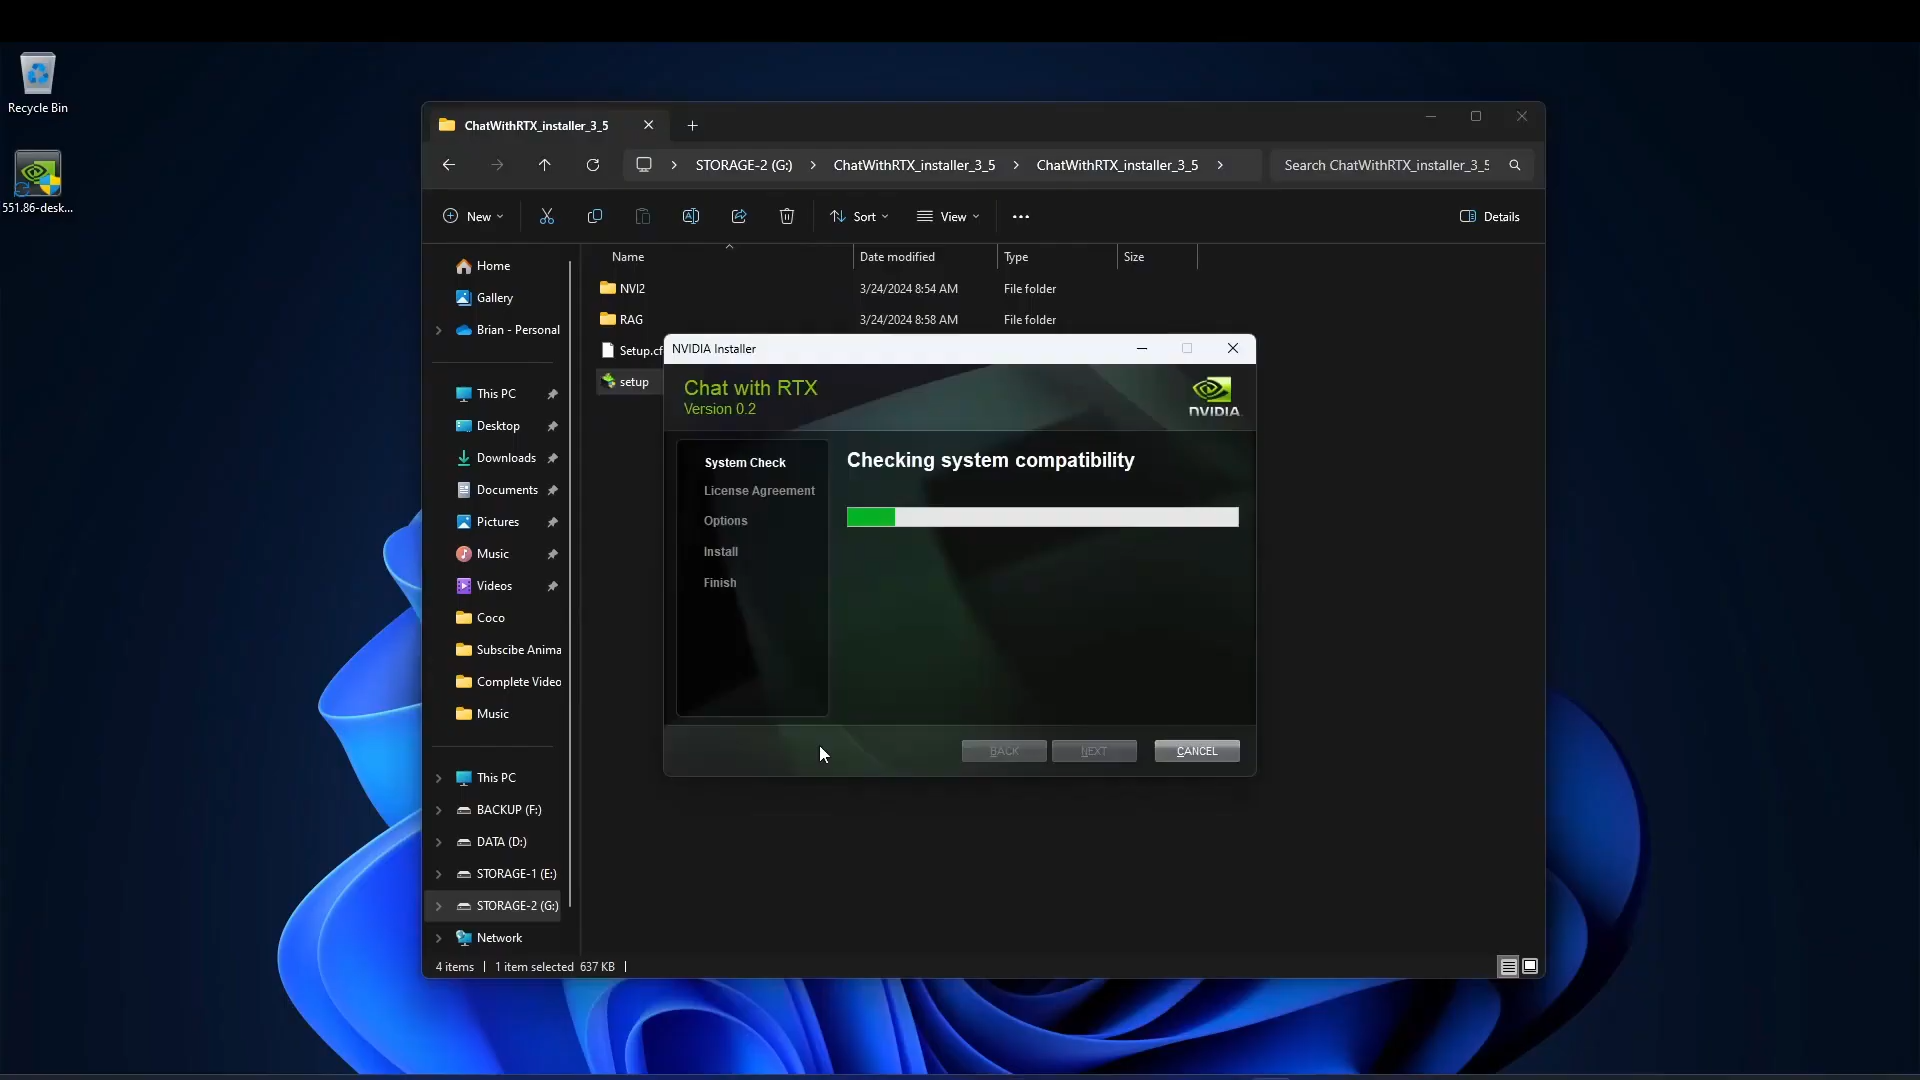 Recycle Bin
551.86-desk...
ChatWithRTX_installer_3_5
STORAGE-2 (G:) ChatWithRTX_installer_3_5 ChatWithRTX_installer_3_5
Search ChatWithRTX_installer_3_5
New Sort View Details
Name Date modified Type Size
NVI2 3/24/2024 8:54 AM File folder
RAG 3/24/2024 8:58 AM File folder
Setup.cf
setup
Home
Gallery
Brian - Personal
This PC
Desktop
Downloads
Documents
Pictures
Music
Videos
Coco
Subscibe Anima
Complete Video
Music
This PC
BACKUP (F:)
DATA (D:)
STORAGE-1 (E:)
STORAGE-2 (G:)
Network
4 items 1 item selected 637 KB
NVIDIA Installer
Chat with RTX
Version 0.2
NVIDIA
System Check
License Agreement
Options
Install
Finish
Checking system compatibility
BACK NEXT CANCEL